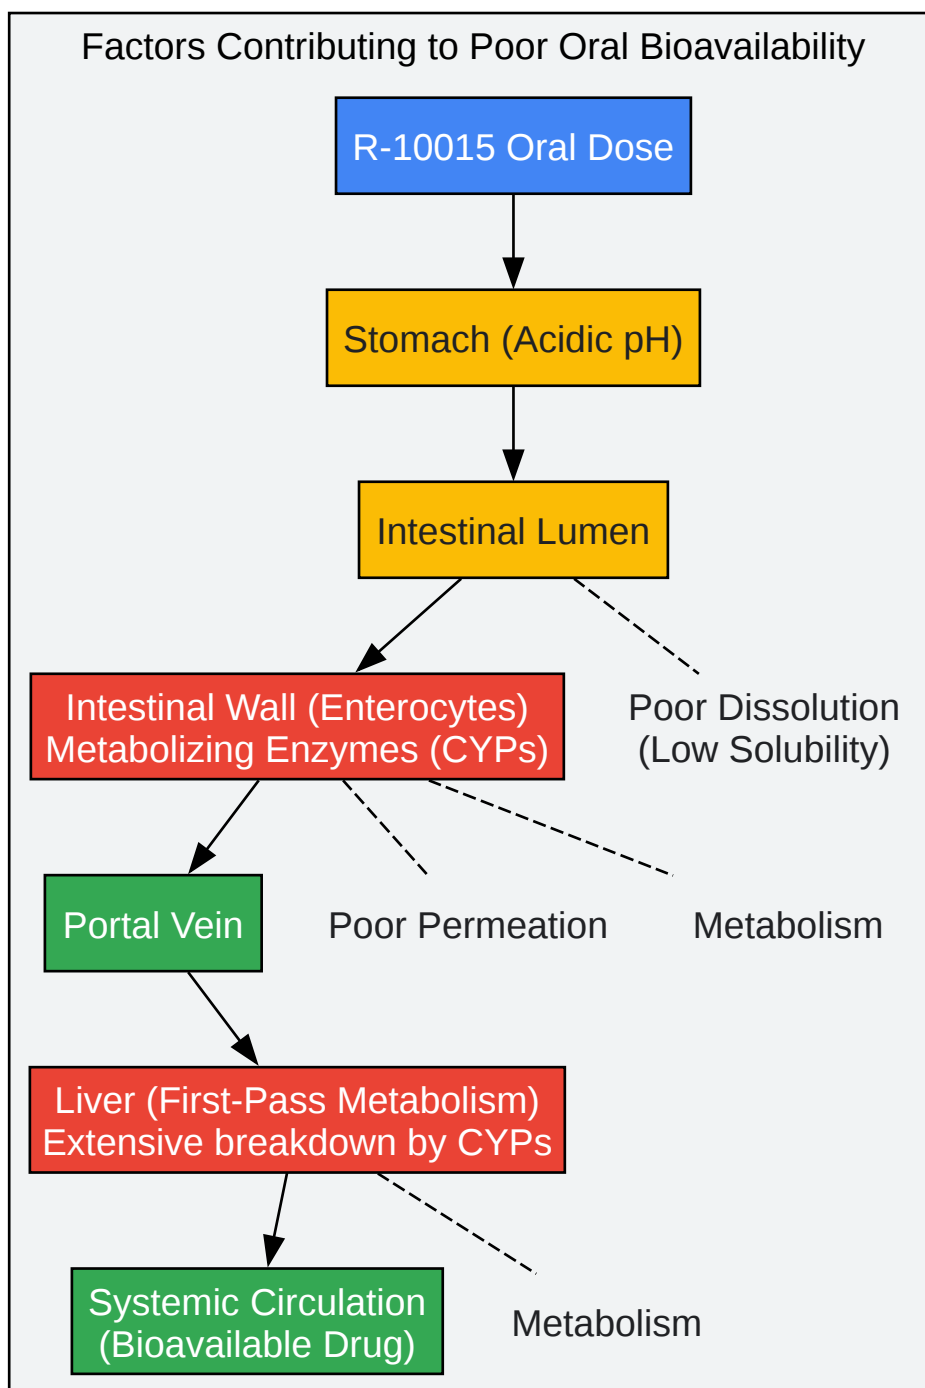 Factors Contributing to Poor Oral Bioavailability
R-10015 Oral Dose
Stomach (Acidic pH)
Intestinal Lumen
Intestinal Wall (Enterocytes)
Metabolizing Enzymes (CYPs)
Poor Dissolution
(Low Solubility)
Portal Vein
Poor Permeation
Metabolism
Liver (First-Pass Metabolism)
Extensive breakdown by CYPs
Systemic Circulation
(Bioavailable Drug)
Metabolism